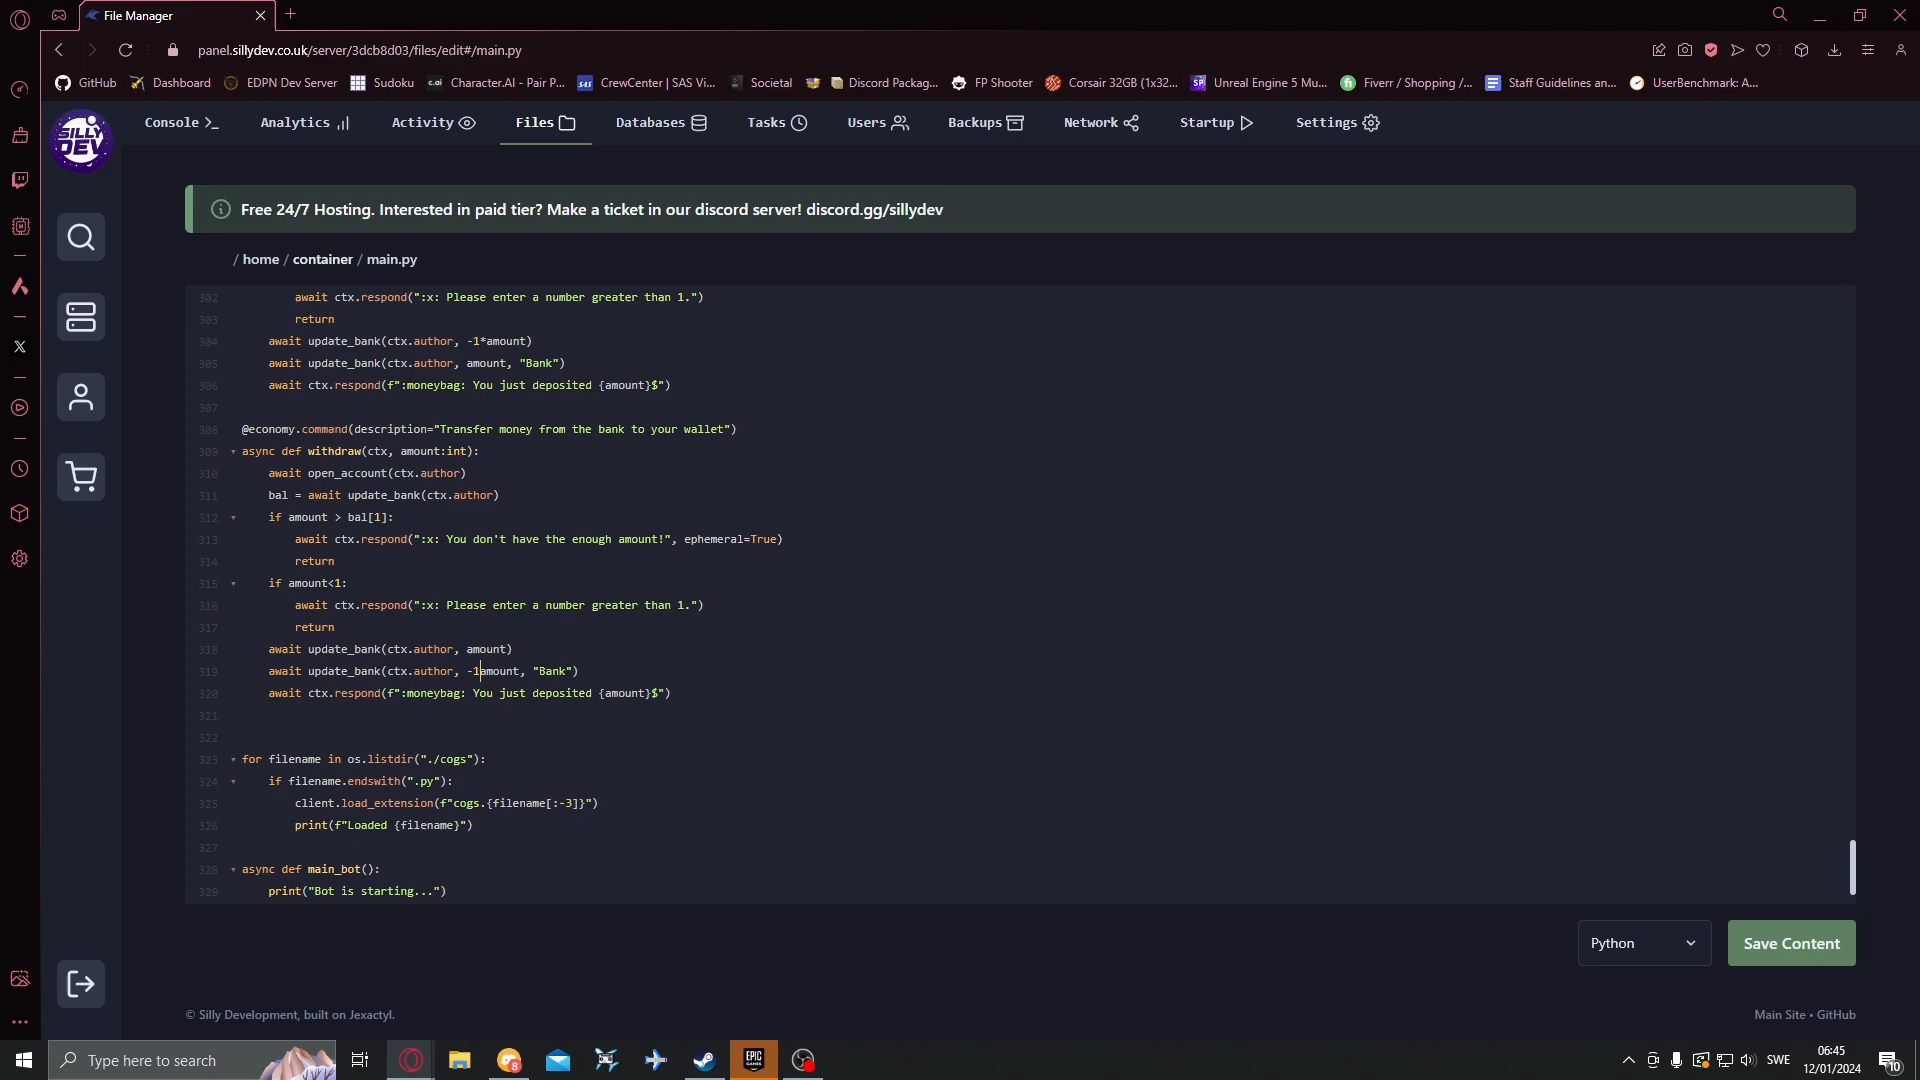 File Manager
panel.sillydev.co.uk/server/3dcb8d03/files/edit#/main.py
GitHub Dashboard EDPN Dev Server Sudoku c.ai Character.AI - Pair P... SAS CrewCenter | SAS Vi... Societal Discord Packag... FP Shooter Corsair 32GB (1x32... SP Unreal Engine 5 Mu... fi Fiverr / Shopping /... Staff Guidelines an... UserBenchmark: A...
SILLY DEV
Console Analytics Activity Files Databases Tasks Users Backups Network Startup Settings
Free 24/7 Hosting. Interested in paid tier? Make a ticket in our discord server! discord.gg/sillydev
/ home / container / main.py
302 await ctx.respond(":x: Please enter a number greater than 1.")
303 return
304 await update_bank(ctx.author, -1*amount)
305 await update_bank(ctx.author, amount, "Bank")
306 await ctx.respond(f":moneybag: You just deposited {amount}$")
307
308 @economy.command(description="Transfer money from the bank to your wallet")
309 async def withdraw(ctx, amount:int):
310 await open_account(ctx.author)
311 bal = await update_bank(ctx.author)
312 if amount > bal[1]:
313 await ctx.respond(":x: You don't have the enough amount!", ephemeral=True)
314 return
315 if amount<1:
316 await ctx.respond(":x: Please enter a number greater than 1.")
317 return
318 await update_bank(ctx.author, amount)
319 await update_bank(ctx.author, -1amount, "Bank")
320 await ctx.respond(f":moneybag: You just deposited {amount}$")
321
322
323 for filename in os.listdir("./cogs"):
324 if filename.endswith(".py"):
325 client.load_extension(f"cogs.{filename[:-3]}")
326 print(f"Loaded {filename}")
327
328 async def main_bot():
329 print("Bot is starting...")
Python
Save Content
© Silly Development, built on Jexactyl.
Main Site • GitHub
Type here to search
8
EPIC GAMES
SWE
06:45
12/01/2024
10